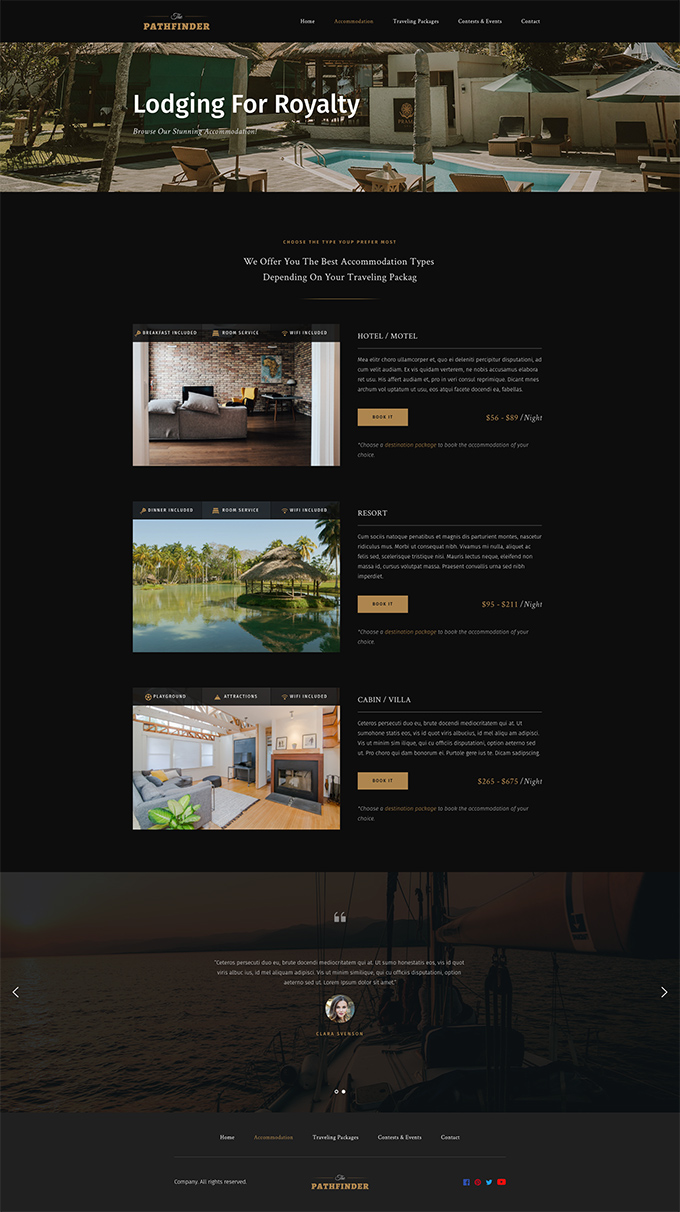 The
PATHFINDER
Home Accommodation Traveling Packages Contests & Events Contact
Lodging For Royalty
Browse Our Stunning Accommodation!
CHOOSE THE TYPE YOUP PREFER MOST
We Offer You The Best Accommodation Types
Depending On Your Traveling Packag
BREAKFAST INCLUDED ROOM SERVICE WIFI INCLUDED
HOTEL / MOTEL
Mea elitr choro ullamcorper et, quo ei deleniti percipitur disputationi, ad
cum velit audiam. Ex vis quidam verterem, ne nobis accusamus elabora
ret usu. His affert audiam et, pro in veri consul reprimique. Dicant mnes
archum vol uptatum ut usu, eos atqui facete docendi ea, fabellas.
BOOK IT $56 - $89 /Night
*Choose a destination package to book the accommodation of your
choice.
DINNER INCLUDED ROOM SERVICE WIFI INCLUDED
RESORT
Cum sociis natoque penatibus et magnis dis parturient montes, nascetur
ridiculus mus. Morbi ut consequat nibh. Vivamus mi nulla, aliquet ac
felis sed, scelerisque tristique nisi. Mauris lectus neque, eleifend non
massa id, cursus volutpat massa. Praesent convallis urna sed nibh
imperdiet.
BOOK IT $95 - $211 /Night
*Choose a destination package to book the accommodation of your
choice.
PLAYGROUND ATTRACTIONS WIFI INCLUDED
CABIN / VILLA
Ceteros persecuti duo eu, brute docendi mediocritatem qui at. Ut
sumohone statis eos, vis id quot viris albucius, id mel aliqu am adipisci.
Vis ut minim sim ilique, qui cu officiis disputationi, option aeterno sed
ut. Pro choro qui dam bonorum ei. Purtole gere ius te. Dicam sadipscing.
BOOK IT $265 - $675 /Night
*Choose a destination package to book the accommodation of your
choice.
"Ceteros persecuti duo eu, brute docendi mediocritatem qui at. Ut sumo honestatis eos, vis id quot
viris albuc ius, id mel aliquam adipisci. Vis ut minim similique, qui cu officiis disputationi, option
aeterno sed ut. Lorem ipsum dolor sit amet."
CLARA SVENSON
Home Accommodation Traveling Packages Contests & Events Contact
Company. All rights reserved.
The
PATHFINDER